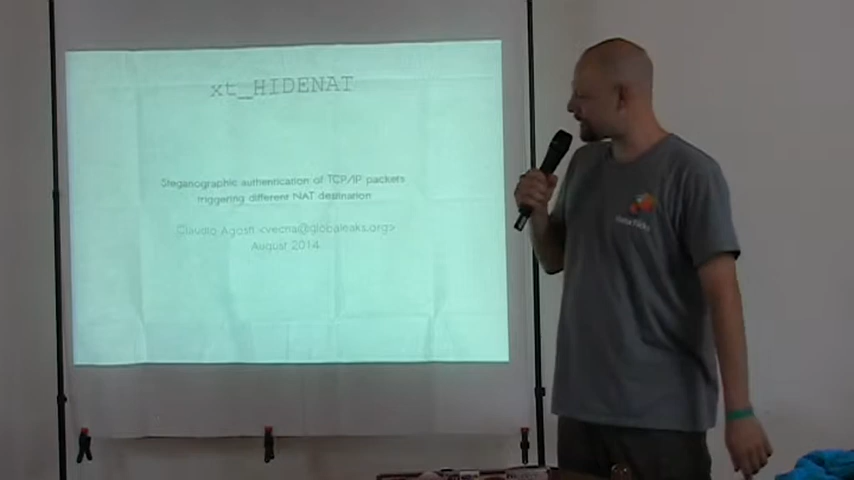 xt_HIDENAT
Steganographic authentication of TCP/IP packets
triggering different NAT destination
Claudio Agosti <vecna@globaleaks.org>
August 2014